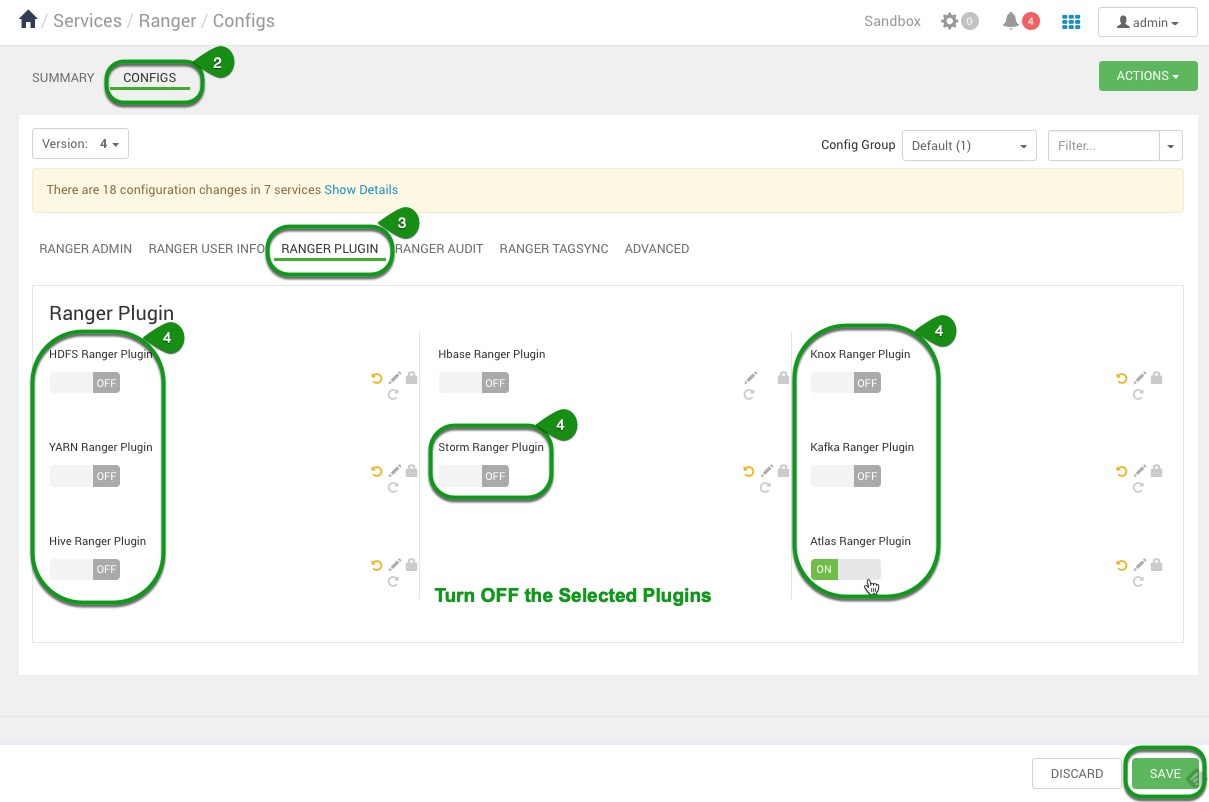 / Services / Ranger / Configs
Sandbox 0 4 admin
SUMMARY CONFIGS 2 ACTIONS
Version: 4 Config Group Default (1) Filter...
There are 18 configuration changes in 7 services Show Details
3
RANGER ADMIN RANGER USER INFO RANGER PLUGIN RANGER AUDIT RANGER TAGSYNC ADVANCED
Ranger Plugin
4 4
HDFS Ranger Plugin Hbase Ranger Plugin Knox Ranger Plugin
OFF OFF OFF
4
YARN Ranger Plugin Storm Ranger Plugin Kafka Ranger Plugin
OFF OFF OFF
Hive Ranger Plugin Atlas Ranger Plugin
OFF ON
Turn OFF the Selected Plugins
DISCARD SAVE